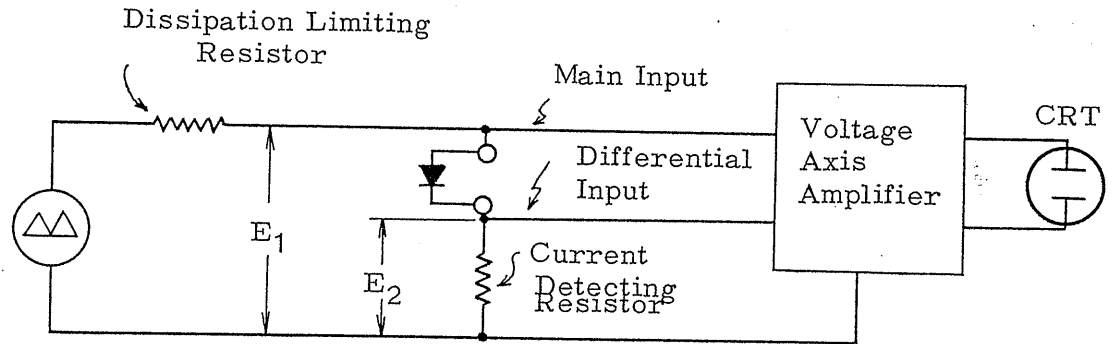 Dissipation Limiting
Resistor
Main Input
Differential
Input
Voltage
Axis
Amplifier
CRT
E1
E2
Current
Detecting
Resistor